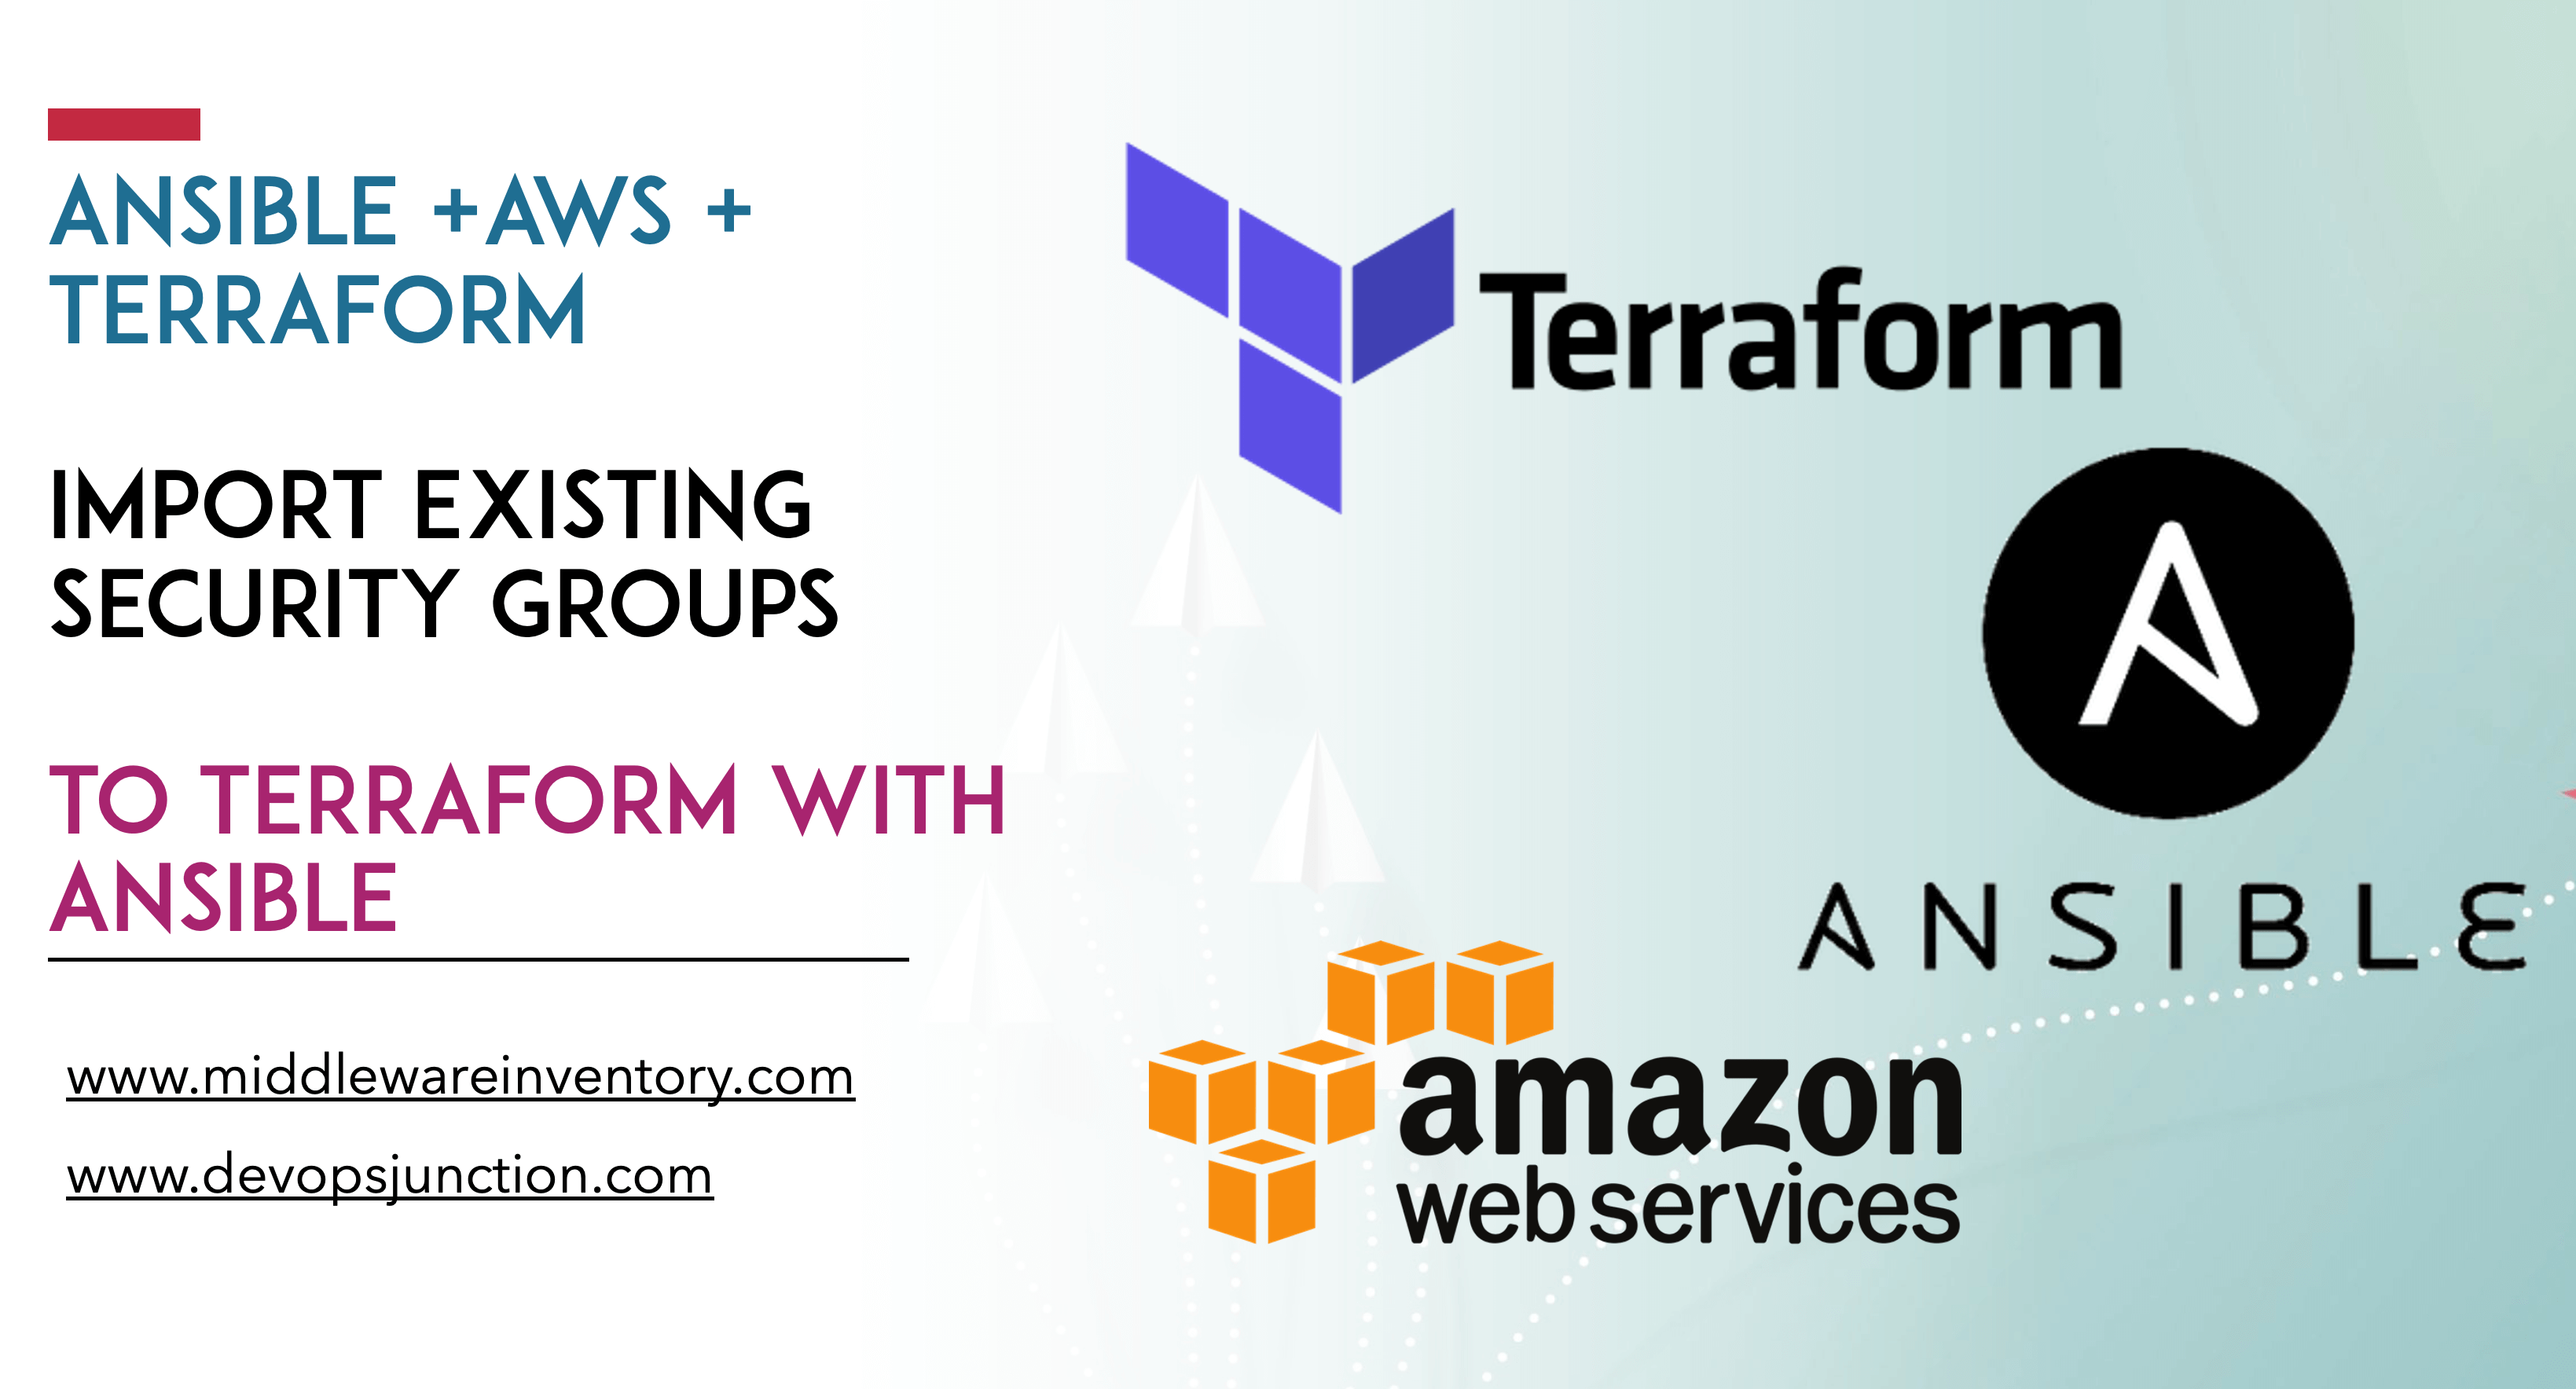 ANSIBLE +AWS +
TERRAFORM
IMPORT EXISTING
SECURITY GROUPS
TO TERRAFORM WITH
ANSIBLE
www.middlewareinventory.com
www.devopsjunction.com
Terraform
ANSIBLE
amazon
web services